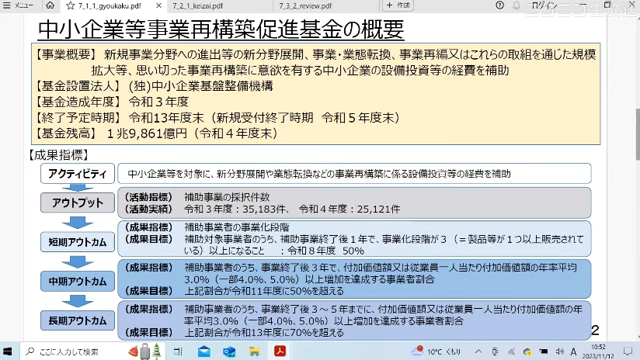 7_1_1_gyoukaku.pdf
7_2_1_keizai.pdf
7_3_2_review.pdf
+ 作成
ログイン
中小企業等事業再構築促進基金の概要
【事業概要】 新規事業分野への進出等の新分野展開、事業・業態転換、事業再編又はこれらの取組を通じた規模
拡大等、思い切った事業再構築に意欲を有する中小企業の設備投資等の経費を補助
【基金設置法人】 (独)中小企業基盤整備機構
【基金造成年度】 令和３年度
【終了予定時期】 令和13年度末（新規受付終了時期 令和５年度末）
【基金残高】 １兆9,861億円（令和４年度末）
【成果指標】
アクティビティ
中小企業等を対象に、新分野展開や業態転換などの事業再構築に係る設備投資等の経費を補助
アウトプット
（活動指標） 補助事業の採択件数
（活動実績） 令和３年度：35,183件、 令和４年度：25,121件
短期アウトカム
（成果指標） 補助事業者の事業化段階
（成果目標） 補助対象事業者のうち、補助事業終了後１年で、事業化段階が３（＝製品等が１つ以上販売されて
いる）以上になること ：令和８年度 50%
中期アウトカム
（成果指標） 補助事業者のうち、事業終了後３年で、付加価値額又は従業員一人当たり付加価値額の年率平均
3.0%（一部4.0%、5.0%）以上増加を達成する事業者割合
（成果目標） 上記割合が令和11年度に50%を超える
長期アウトカム
（成果指標） 補助事業者のうち、事業終了後３～５年までに、付加価値額又は従業員一人当たり付加価値額の年
率平均3.0%（一部4.0%、5.0%）以上増加を達成する事業者割合
（成果目標） 上記割合が令和13年度に70%を超える
2
ここに入力して検索
10℃ くもり
A
10:52
2023/11/12